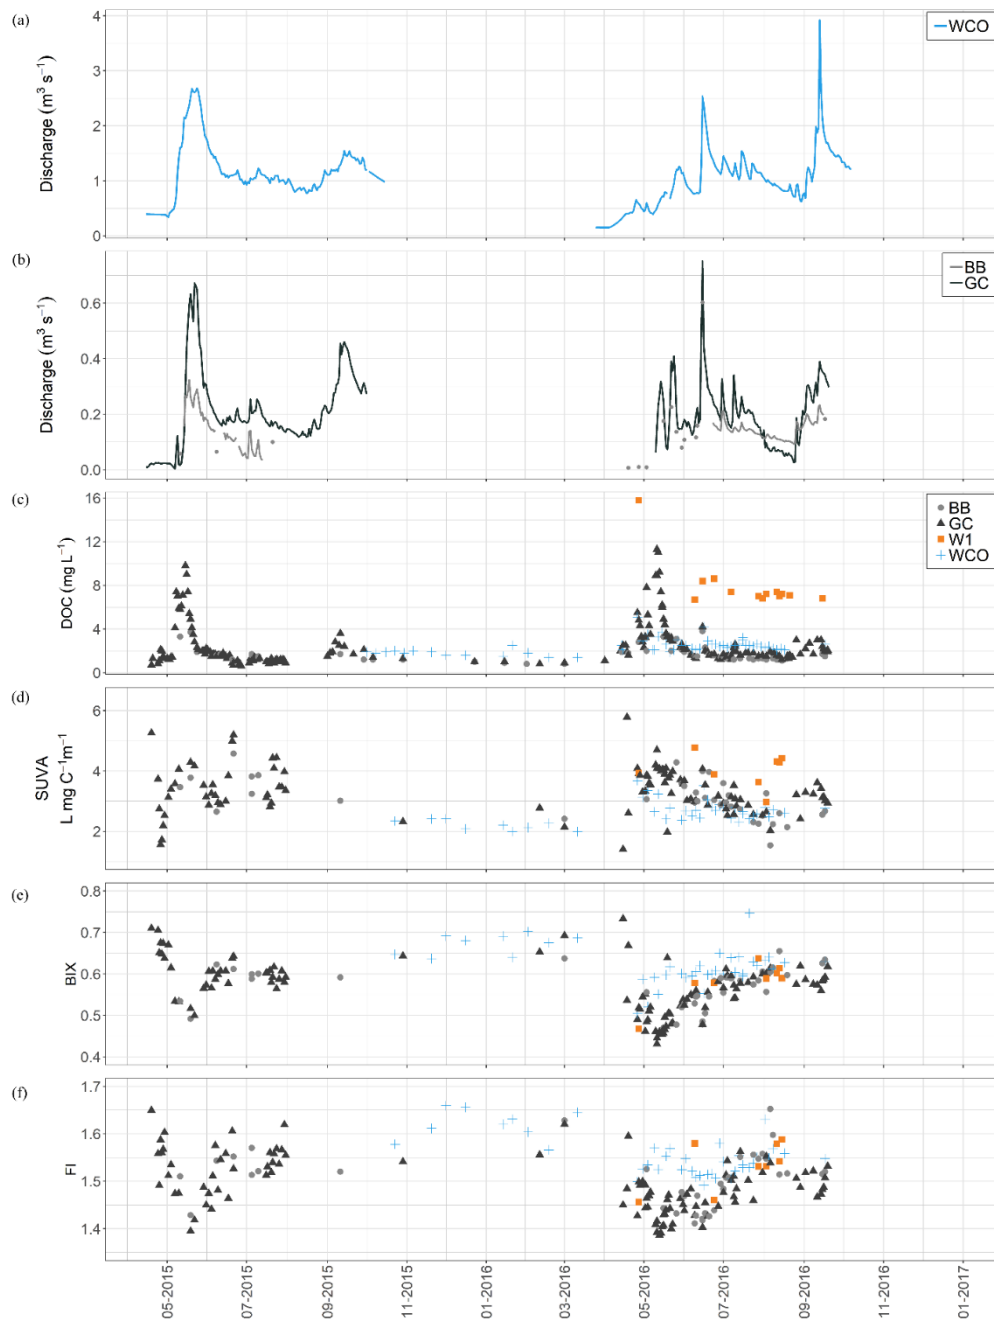 (a)
Discharge (m³ s⁻¹)
4
3
2
1
0
WCO
(b)
Discharge (m³ s⁻¹)
0.6
0.4
0.2
0.0
BB
GC
(c)
DOC (mg L⁻¹)
16
12
8
4
0
BB
GC
W1
WCO
(d)
SUVA
L mg C⁻¹m⁻¹
6
4
2
(e)
BIX
0.8
0.7
0.6
0.5
0.4
(f)
FI
1.7
1.6
1.5
1.4
05-2015
07-2015
09-2015
11-2015
01-2016
03-2016
05-2016
07-2016
09-2016
11-2016
01-2017